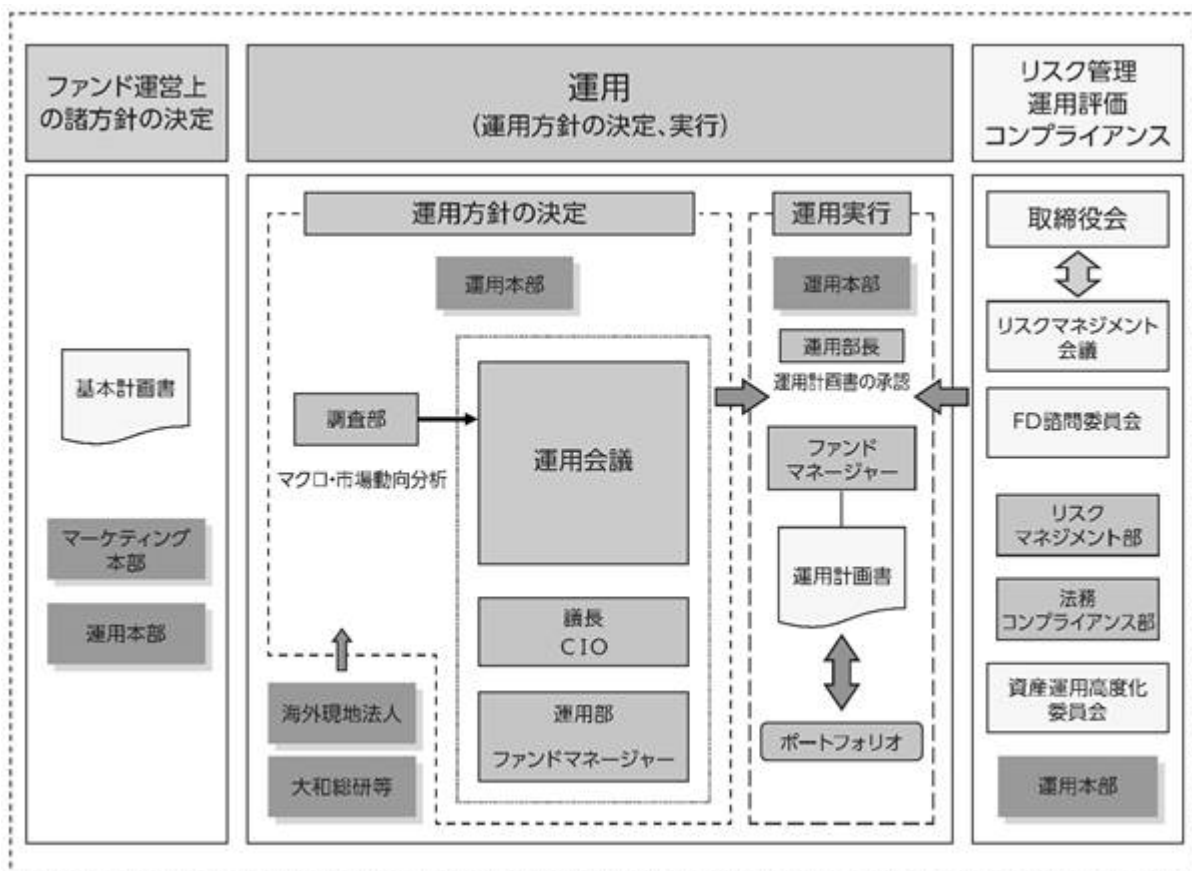 ファンド運営上
の諸方針の決定
基本計画書
マーケティング
本部
運用本部
運用
(運用方針の決定、実行)
運用方針の決定
運用本部
調査部
マクロ・市場動向分析
運用会議
議長
CIO
運用部
ファンドマネージャー
海外現地法人
大和総研等
運用実行
運用本部
運用部長
運用計画書の承認
ファンド
マネージャー
運用計画書
ポートフォリオ
リスク管理
運用評価
コンプライアンス
取締役会
リスクマネジメント
会議
FD諮問委員会
リスク
マネジメント部
法務
コンプライアンス部
資産運用高度化
委員会
運用本部